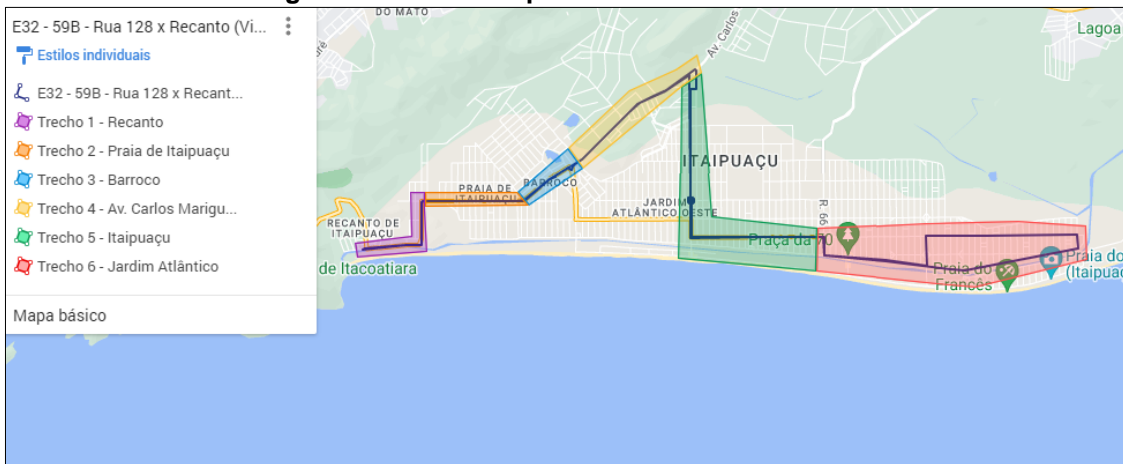 E32 - 59B - Rua 128 x Recanto (Vi...
Estilos individuais
E32 - 59B - Rua 128 x Recant...
Trecho 1 - Recanto
Trecho 2 - Praia de Itaipuaçu
Trecho 3 - Barroco
Trecho 4 - Av. Carlos Marigu...
Trecho 5 - Itaipuaçu
Trecho 6 - Jardim Atlântico
Mapa básico
DO MATO
Av. Carlos
Lagoa
ITAIPUAÇU
PRAIA DE
ITAIPUAÇU
BARROCO
JARDIM
ATLÂNTICO OESTE
RECANTO DE
ITAIPUAÇU
R. 66
Praça da 70
de Itacoatiara
Praia do
Francês
Praia do
(Itaipuaç